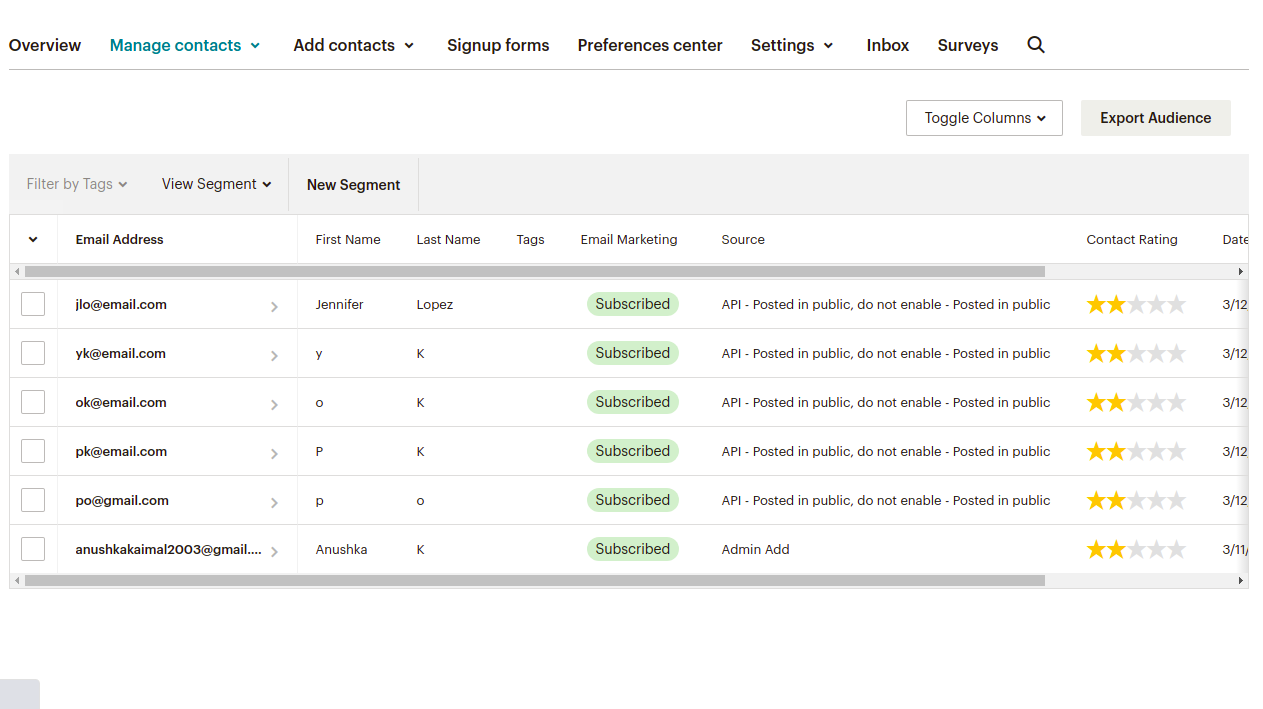 Overview Manage contacts Add contacts Signup forms Preferences center Settings Inbox Surveys
Toggle Columns Export Audience
Filter by Tags View Segment New Segment
Email Address First Name Last Name Tags Email Marketing Source Contact Rating Date
jlo@email.com Jennifer Lopez Subscribed API - Posted in public, do not enable - Posted in public 3/12
yk@email.com y K Subscribed API - Posted in public, do not enable - Posted in public 3/12
ok@email.com o K Subscribed API - Posted in public, do not enable - Posted in public 3/12
pk@email.com P K Subscribed API - Posted in public, do not enable - Posted in public 3/12
po@gmail.com p o Subscribed API - Posted in public, do not enable - Posted in public 3/12
anushkakaimal2003@gmail.... Anushka K Subscribed Admin Add 3/11/